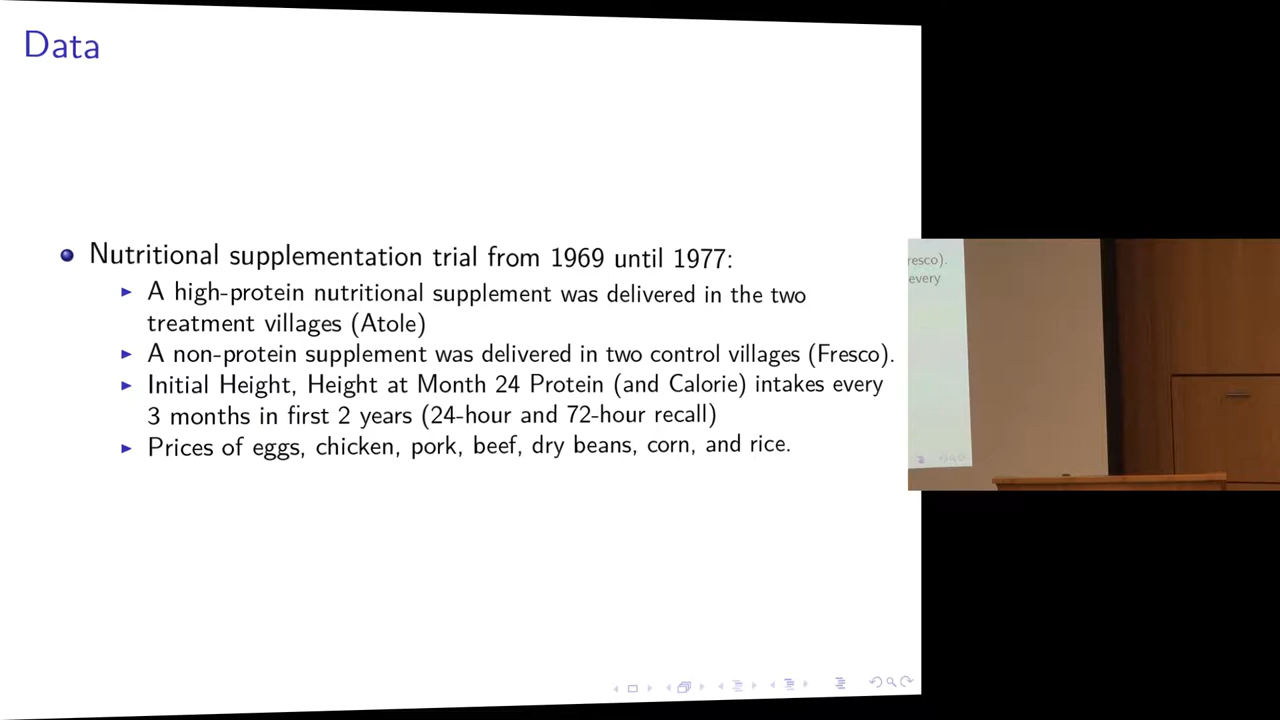 Data
Nutritional supplementation trial from 1969 until 1977:
A high-protein nutritional supplement was delivered in the two
treatment villages (Atole)
A non-protein supplement was delivered in two control villages (Fresco).
Initial Height, Height at Month 24 Protein (and Calorie) intakes every
3 months in first 2 years (24-hour and 72-hour recall)
Prices of eggs, chicken, pork, beef, dry beans, corn, and rice.
resco).
every